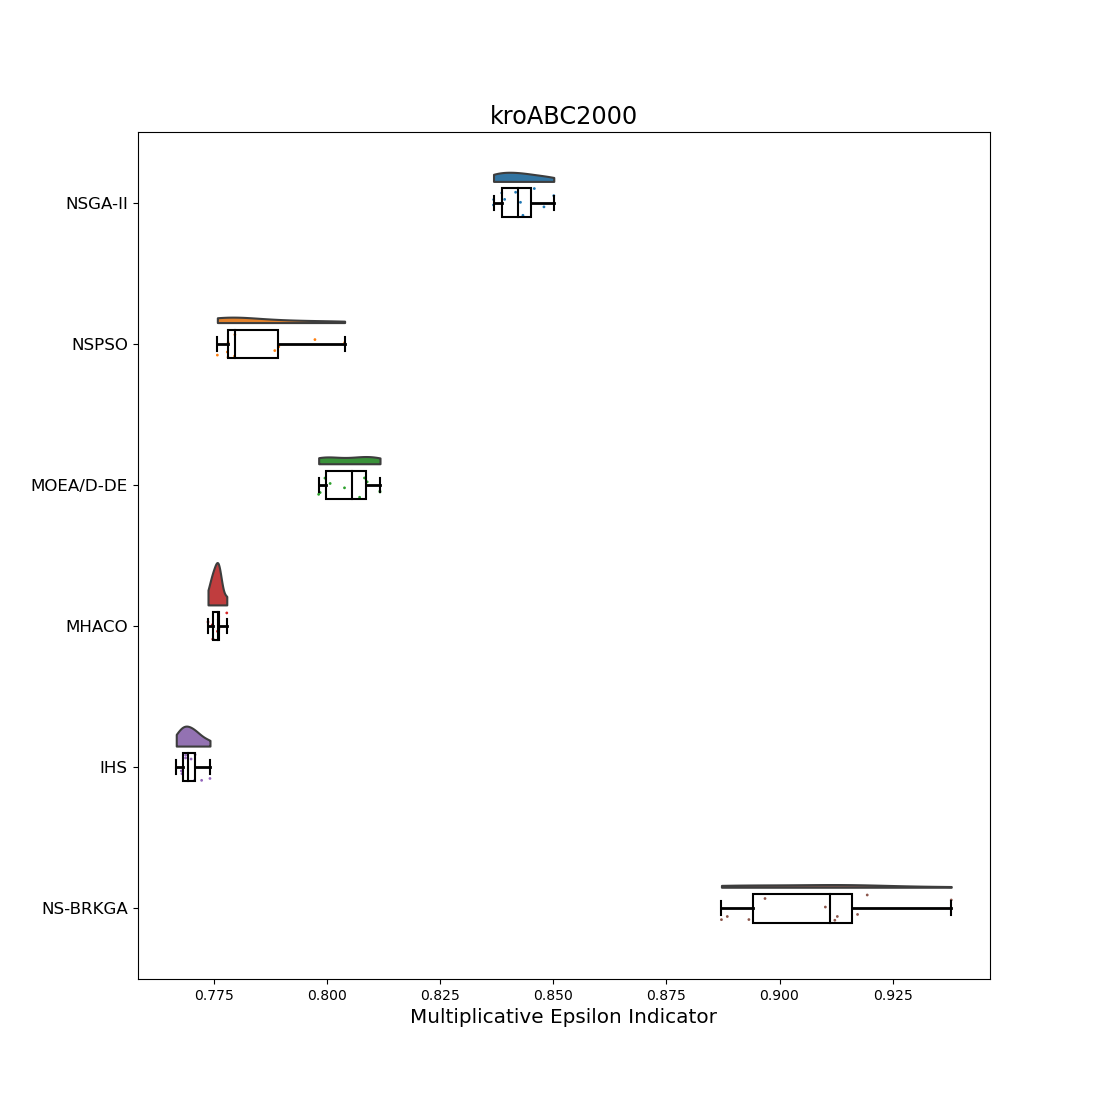 kroABC2000
NSGA-II
NSPSO
MOEA/D-DE
MHACO
IHS
NS-BRKGA
0.775 0.800 0.825 0.850 0.875 0.900 0.925
Multiplicative Epsilon Indicator